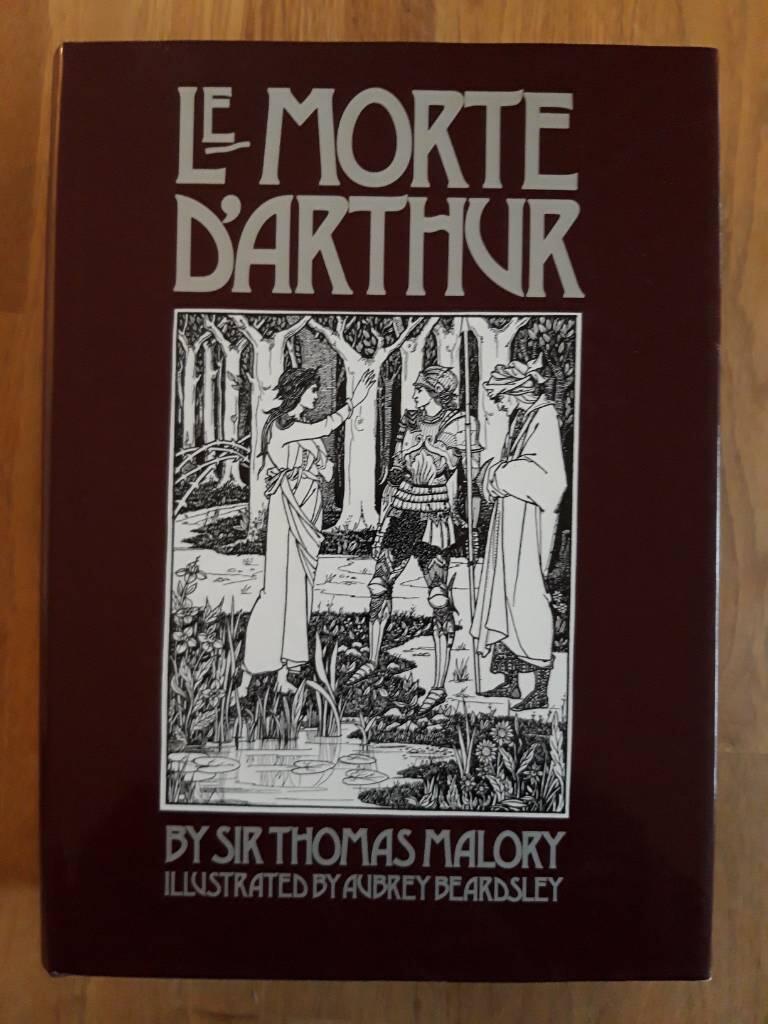 LE MORTE
D'ARTHUR
BY SIR THOMAS MALORY
ILLUSTRATED BY AUBREY BEARDSLEY